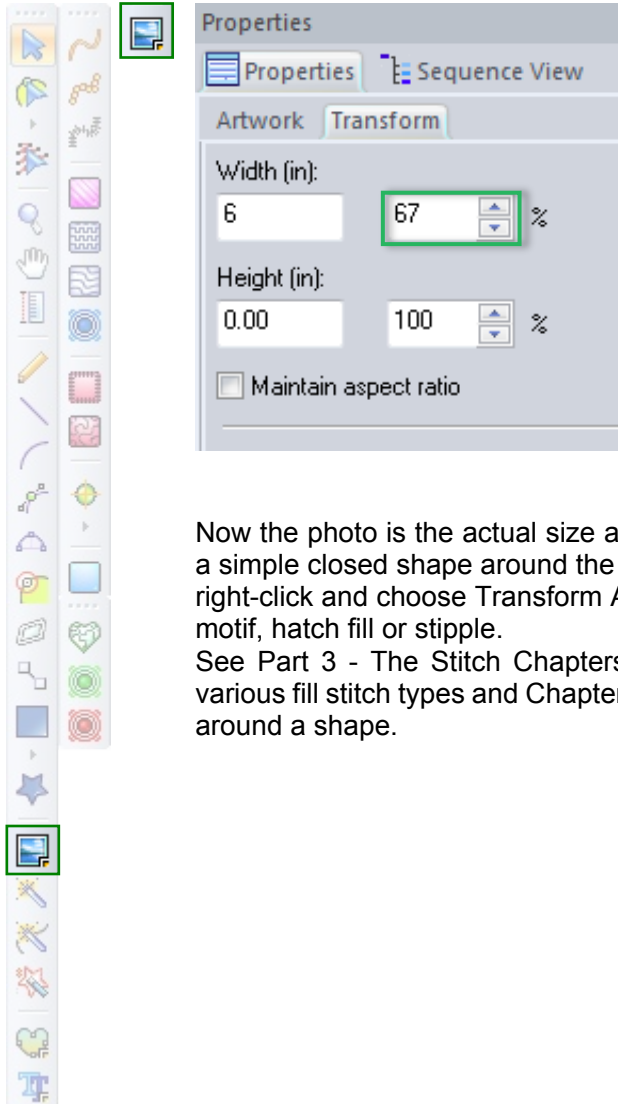 Properties
Properties Sequence View
Artwork Transform
Width (in):
6 67 %
Height (in):
0.00 100 %
Maintain aspect ratio
Now the photo is the actual size a
a simple closed shape around the
right-click and choose Transform A
motif, hatch fill or stipple.
See Part 3 - The Stitch Chapters
various fill stitch types and Chapter
around a shape.